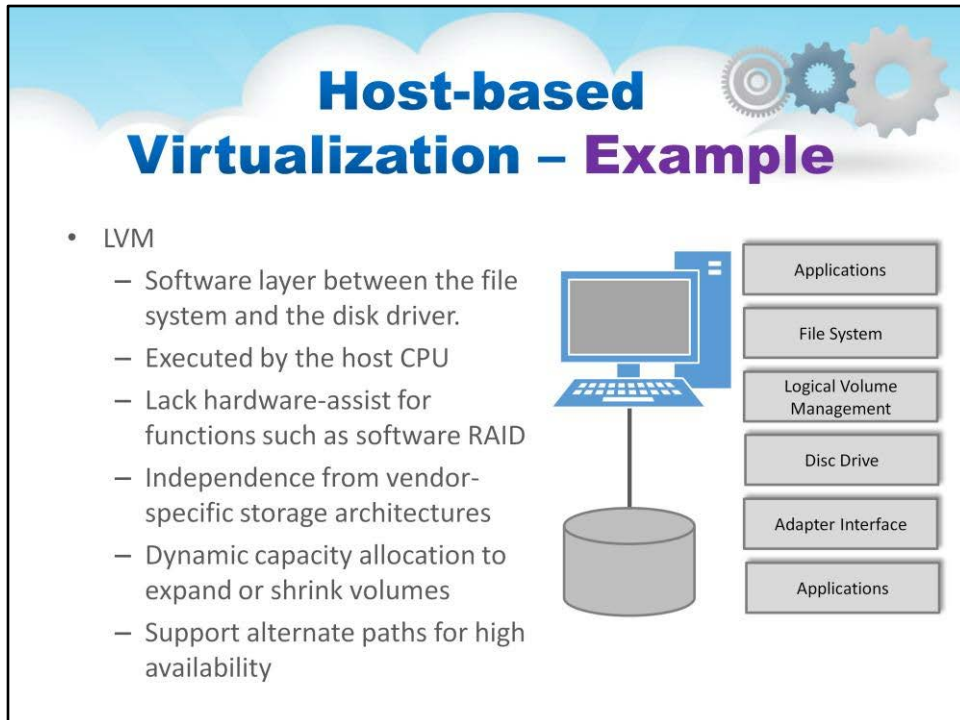 Host-based
Virtualization – Example
• LVM
– Software layer between the file
system and the disk driver.
– Executed by the host CPU
– Lack hardware-assist for
functions such as software RAID
– Independence from vendor-
specific storage architectures
– Dynamic capacity allocation to
expand or shrink volumes
– Support alternate paths for high
availability
Applications
File System
Logical Volume
Management
Disc Drive
Adapter Interface
Applications